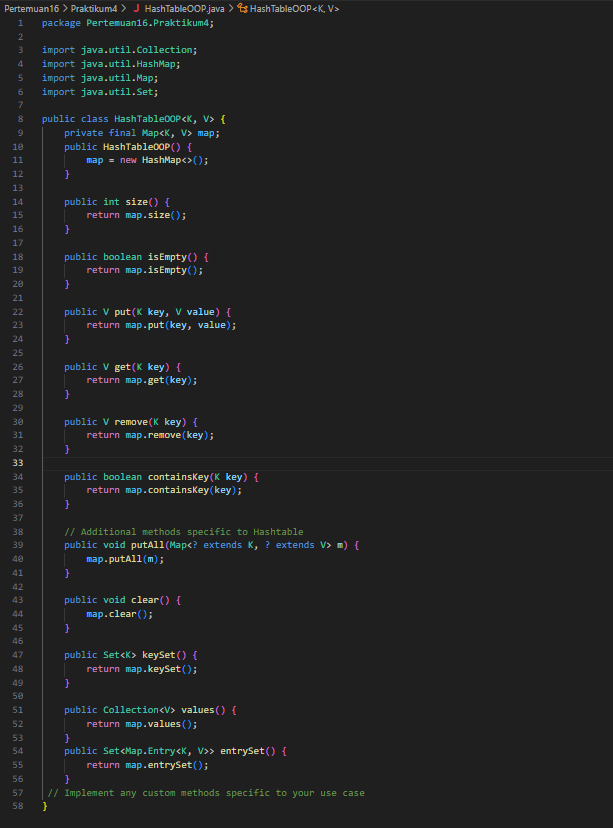 Pertemuan16 > Praktikum4 > J HashTableOOP.java > HashTableOOP<K, V>
1 package Pertemuan16.Praktikum4;
2
3 import java.util.Collection;
4 import java.util.HashMap;
5 import java.util.Map;
6 import java.util.Set;
7
8 public class HashTableOOP<K, V> {
9     private final Map<K, V> map;
10     public HashTableOOP() {
11         map = new HashMap<>();
12     }
13
14     public int size() {
15         return map.size();
16     }
17
18     public boolean isEmpty() {
19         return map.isEmpty();
20     }
21
22     public V put(K key, V value) {
23         return map.put(key, value);
24     }
25
26     public V get(K key) {
27         return map.get(key);
28     }
29
30     public V remove(K key) {
31         return map.remove(key);
32     }
33
34     public boolean containsKey(K key) {
35         return map.containsKey(key);
36     }
37
38     // Additional methods specific to Hashtable
39     public void putAll(Map<? extends K, ? extends V> m) {
40         map.putAll(m);
41     }
42
43     public void clear() {
44         map.clear();
45     }
46
47     public Set<K> keySet() {
48         return map.keySet();
49     }
50
51     public Collection<V> values() {
52         return map.values();
53     }
54     public Set<Map.Entry<K, V>> entrySet() {
55         return map.entrySet();
56     }
57  // Implement any custom methods specific to your use case
58 }